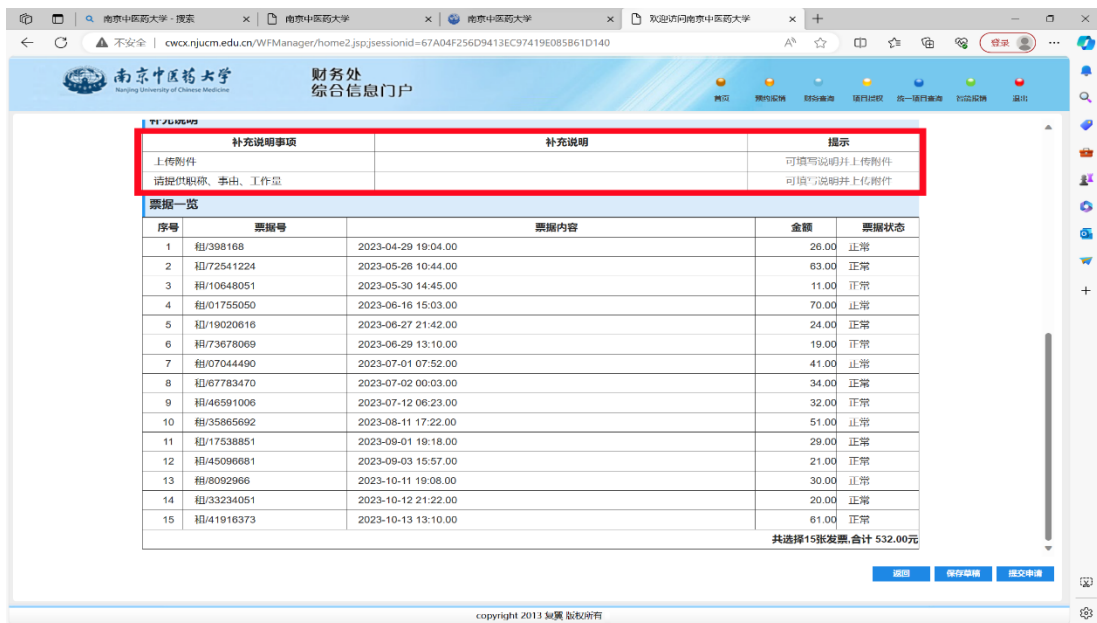 南京中医药大学 - 搜索
南京中医药大学
南京中医药大学
欢迎访问南京中医药大学
不安全 cwcx.njucm.edu.cn/WFManager/home2.jsp;jsessionid=67A04F256D9413EC97419E085B61D140
登录
南京中医药大学
Nanjing University of Chinese Medicine
财务处
综合信息门户
首页 预约报销 财务查询 项目授权 统一项目查询 智能报销 退出
补充说明
补充说明事项 补充说明 提示
上传附件 可填写说明并上传附件
请提供职称、事由、工作量 可填写说明并上传附件
票据一览
序号 票据号 票据内容 金额 票据状态
1 租/398168 2023-04-29 19:04.00 26.00 正常
2 租/72541224 2023-05-26 10:44.00 63.00 正常
3 租/10648051 2023-05-30 14:45.00 11.00 正常
4 租/01755050 2023-06-16 15:03.00 70.00 正常
5 租/19020616 2023-06-27 21:42.00 24.00 正常
6 租/73678069 2023-06-29 13:10.00 19.00 正常
7 租/07044490 2023-07-01 07:52.00 41.00 正常
8 租/67783470 2023-07-02 00:03.00 34.00 正常
9 租/46591006 2023-07-12 06:23.00 32.00 正常
10 租/35865692 2023-08-11 17:22.00 51.00 正常
11 租/17538851 2023-09-01 19:18.00 29.00 正常
12 租/45096681 2023-09-03 15:57.00 21.00 正常
13 租/8092966 2023-10-11 19:08.00 30.00 正常
14 租/33234051 2023-10-12 21:22.00 20.00 正常
15 租/41916373 2023-10-13 13:10.00 61.00 正常
共选择15张发票,合计 532.00元
返回 保存草稿 提交申请
copyright 2013 复翼 版权所有